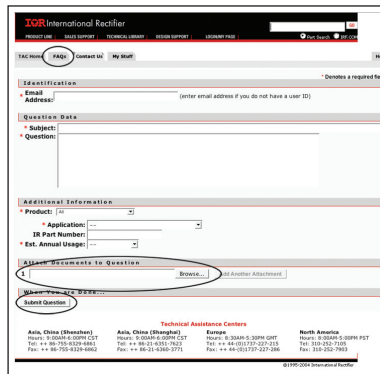 IOR International Rectifier
GO
PRODUCT LINE | SALES SUPPORT | TECHNICAL LIBRARY | DESIGN SUPPORT | LOGIN/MY PAGE | Part Search IRF.COM
TAC Home FAQs Contact Us My Stuff
* Denotes a required fie
Identification
* Email
Address: (enter email address if you do not have a user ID)
Question Data
* Subject:
* Question:
Additional Information
* Product: All
* Application: --
IR Part Number:
* Est. Annual Usage: --
Attach Documents to Question
1 Browse... Add Another Attachment
When You are Done...
Submit Question
Technical Assistance Centers
Asia, China (Shenzhen) Asia, China (Shanghai) Europe North America
Hours: 9:00AM-6:00PM CST Hours: 9:00AM-6:00PM CST Hours: 8:30AM-5:30PM GMT Hours: 8:00AM-5:00PM PST
Tel: ++ 86-755-8329-6861 Tel: ++ 86-21-6351-7623 Tel: ++ 44-(0)1737-227-215 Tel: 310-252-7105
Fax: ++ 86-755-8329-6862 Fax: ++ 86-21-6360-3771 Fax: ++ 44-(0)1737-227-286 Fax: 310-252-7903
©1995-2004 International Rectifier